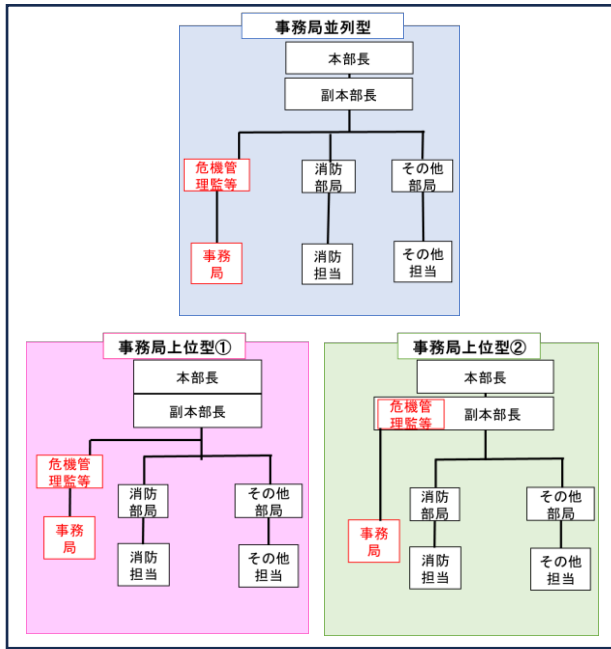 事務局並列型
本部長
副本部長
危機管
理監等
消防
部局
その他
部局
事務
局
消防
担当
その他
担当
事務局上位型①
本部長
副本部長
危機管
理監等
消防
部局
その他
部局
事務
局
消防
担当
その他
担当
事務局上位型②
本部長
危機管
理監等
副本部長
消防
部局
その他
部局
事務
局
消防
担当
その他
担当